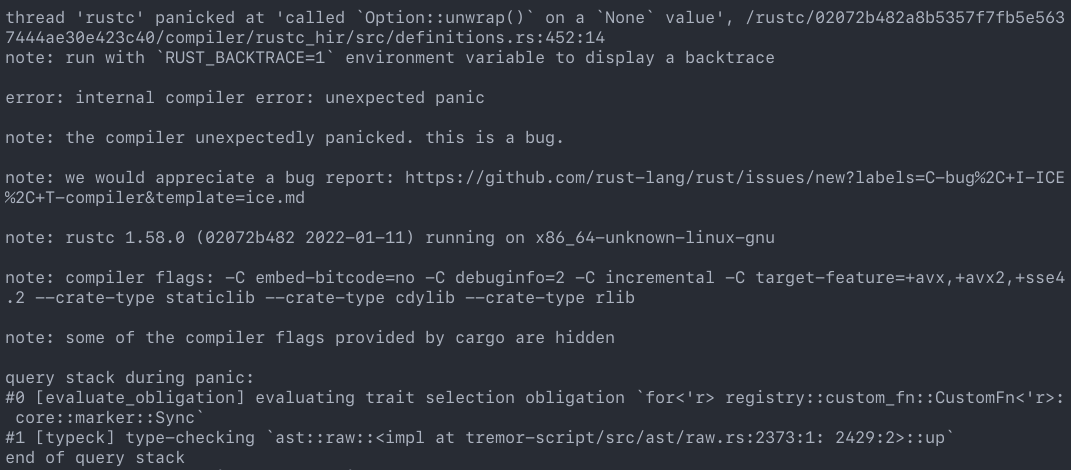 thread 'rustc' panicked at 'called `Option::unwrap()` on a `None` value', /rustc/02072b482a8b5357f7fb5e563
7444ae30e423c40/compiler/rustc_hir/src/definitions.rs:452:14
note: run with `RUST_BACKTRACE=1` environment variable to display a backtrace
error: internal compiler error: unexpected panic
note: the compiler unexpectedly panicked. this is a bug.
note: we would appreciate a bug report: https://github.com/rust-lang/rust/issues/new?labels=C-bug%2C+I-ICE
%2C+T-compiler&template=ice.md
note: rustc 1.58.0 (02072b482 2022-01-11) running on x86_64-unknown-linux-gnu
note: compiler flags: -C embed-bitcode=no -C debuginfo=2 -C incremental -C target-feature=+avx,+avx2,+sse4
.2 --crate-type staticlib --crate-type cdylib --crate-type rlib
note: some of the compiler flags provided by cargo are hidden
query stack during panic:
#0 [evaluate_obligation] evaluating trait selection obligation `for<'r> registry::custom_fn::CustomFn<'r>:
core::marker::Sync`
#1 [typeck] type-checking `ast::raw::<impl at tremor-script/src/ast/raw.rs:2373:1: 2429:2>::up`
end of query stack